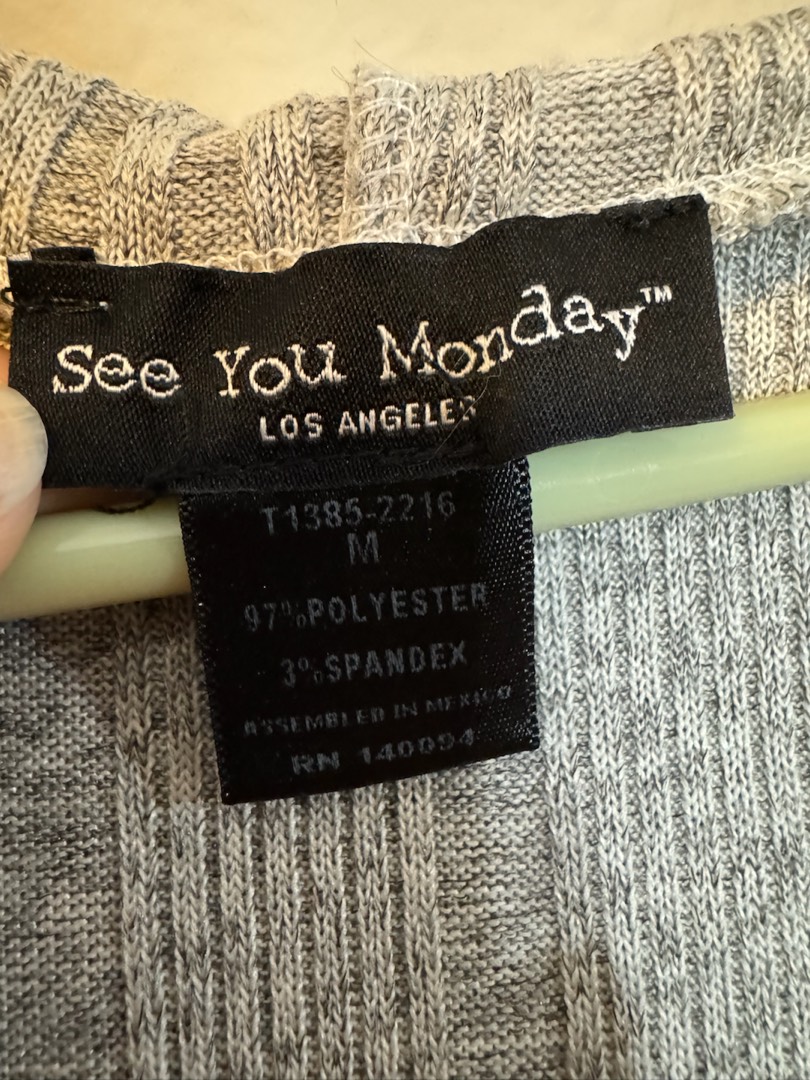 See You Monday™
LOS ANGELES
T1385-2216
M
97%POLYESTER
3%SPANDEX
ASSEMBLED IN MEXICO
RN 140094